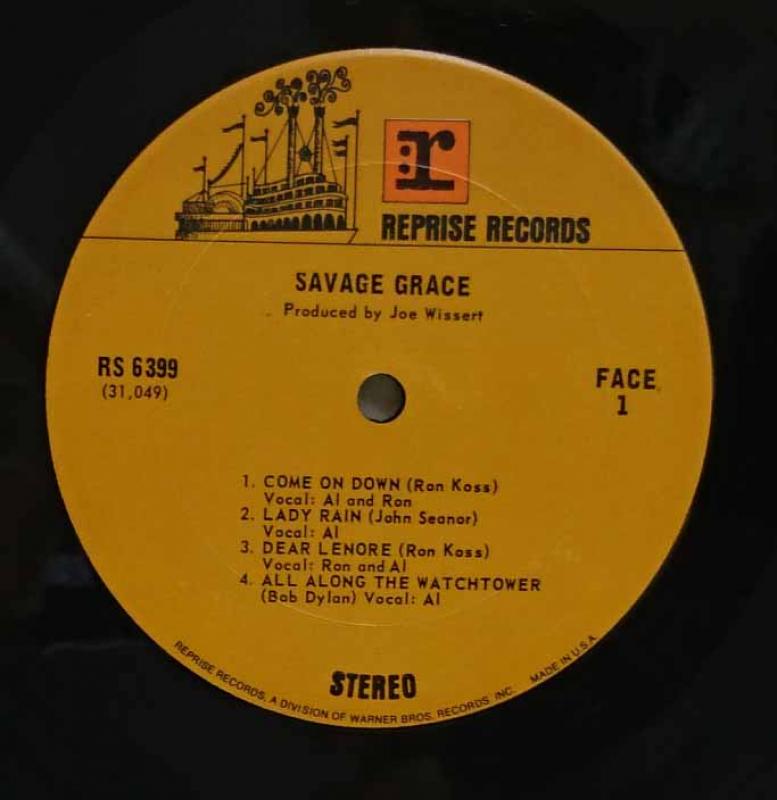 r
REPRISE RECORDS
SAVAGE GRACE
Produced by Joe Wissert
RS 6399
(31,049)
FACE
1
1. COME ON DOWN (Ron Koss)
Vocal: Al and Ron
2. LADY RAIN (John Seanor)
Vocal: Al
3. DEAR LENORE (Ron Koss)
Vocal: Ron and Al
4. ALL ALONG THE WATCHTOWER
(Bob Dylan) Vocal: Al
STEREO
REPRISE RECORDS, A DIVISION OF WARNER BROS. RECORDS INC. MADE IN U.S.A.